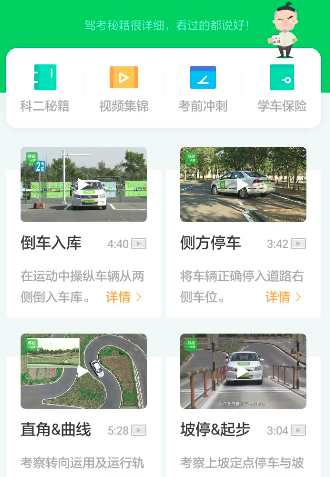 驾考秘籍很详细，看过的都说好！
科二秘籍 视频集锦 考前冲刺 学车保险
倒车入库 4:40
在运动中操纵车辆从两
侧倒入车库。 详情
侧方停车 3:42
将车辆正确停入道路右
侧车位。 详情
直角&曲线 5:28
考察转向运用及运行轨
坡停&起步 3:04
考察上坡定点停车与坡